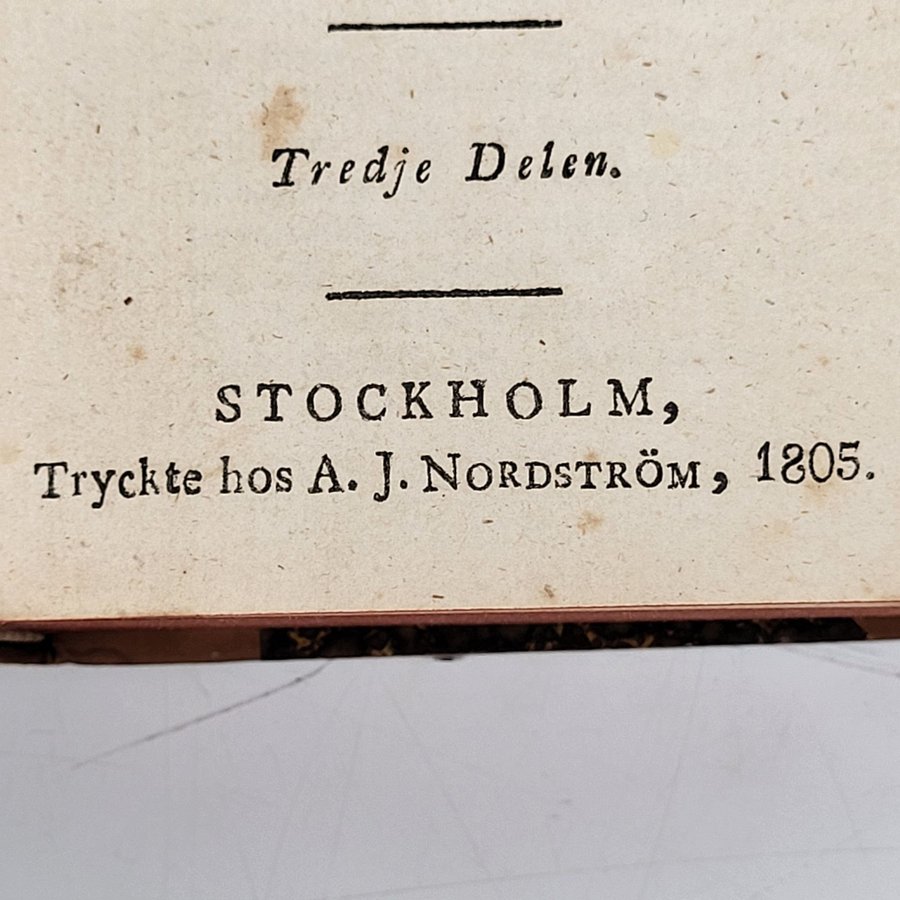 Tredje Delen.
STOCKHOLM,
Tryckte hos A. J. NORDSTRÖM, 1805.